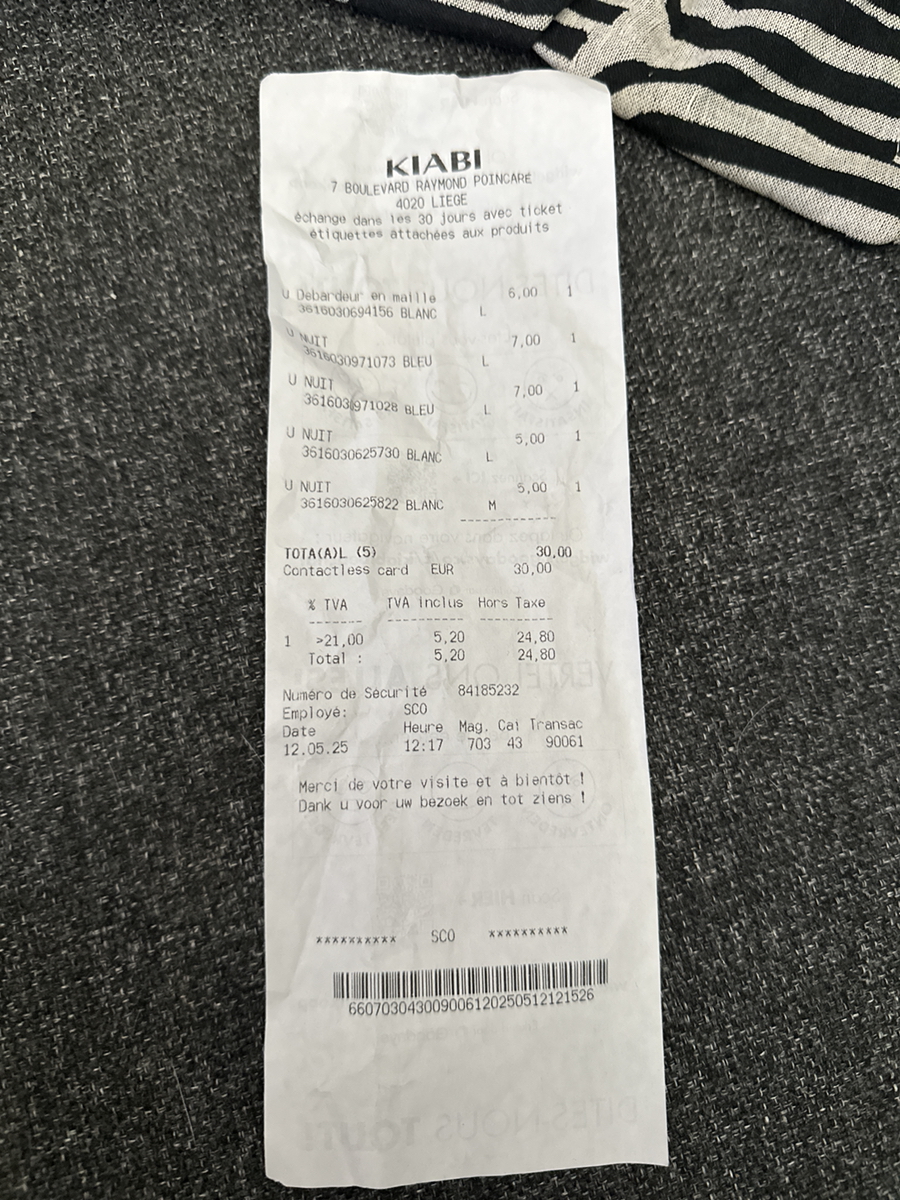 KIABI
7 BOULEVARD RAYMOND POINCARE
4020 LIEGE
échange dans les 30 jours avec ticket
étiquettes attachées aux produits
U Debardeur en maille 6,00 1
3616030694156 BLANC L
U NUIT 7,00 1
3616030971073 BLEU L
U NUIT 7,00 1
3616030971028 BLEU L
U NUIT 5,00 1
3616030625730 BLANC L
U NUIT 5,00 1
3616030625822 BLANC M
------------
TOTA(A)L (5) 30,00
Contactless card EUR 30,00
% TVA TVA inclus Hors Taxe
------- ---------- ----------
1 >21,00 5,20 24,80
Total : 5,20 24,80
Numéro de Sécurité 84185232
Employé: SCO
Date Heure Mag. Cai Transac
12.05.25 12:17 703 43 90061
Merci de votre visite et à bientôt !
Dank u voor uw bezoek en tot ziens !
********** SCO **********
660703043009006120250512121526